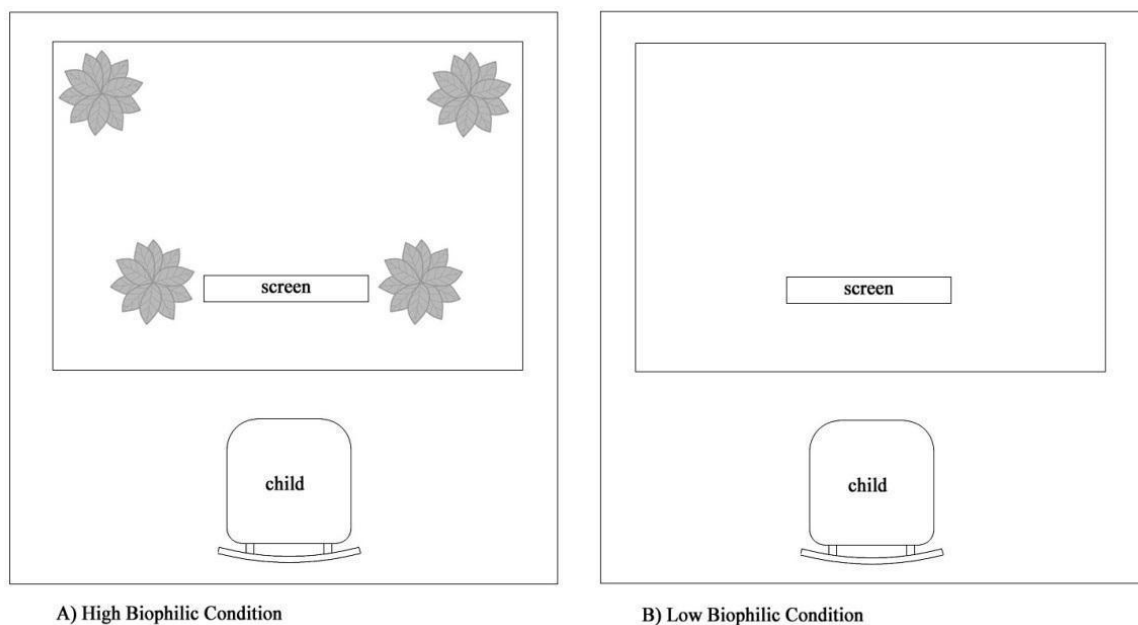 screen
child
A) High Biophilic Condition
screen
child
B) Low Biophilic Condition